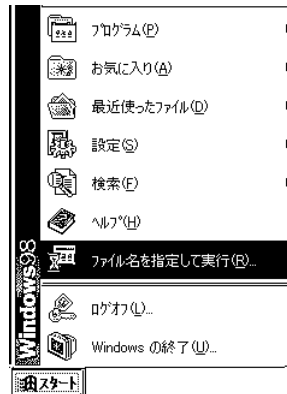 ﾌﾟﾛｸﾞﾗﾑ(P)
お気に入り(A)
最近使ったﾌｧｲﾙ(D)
設定(S)
検索(F)
ﾍﾙﾌﾟ(H)
ﾌｧｲﾙ名を指定して実行(R)...
ﾛｸﾞｵﾌ(L)...
Windows の終了(U)...
Windows98
スタート